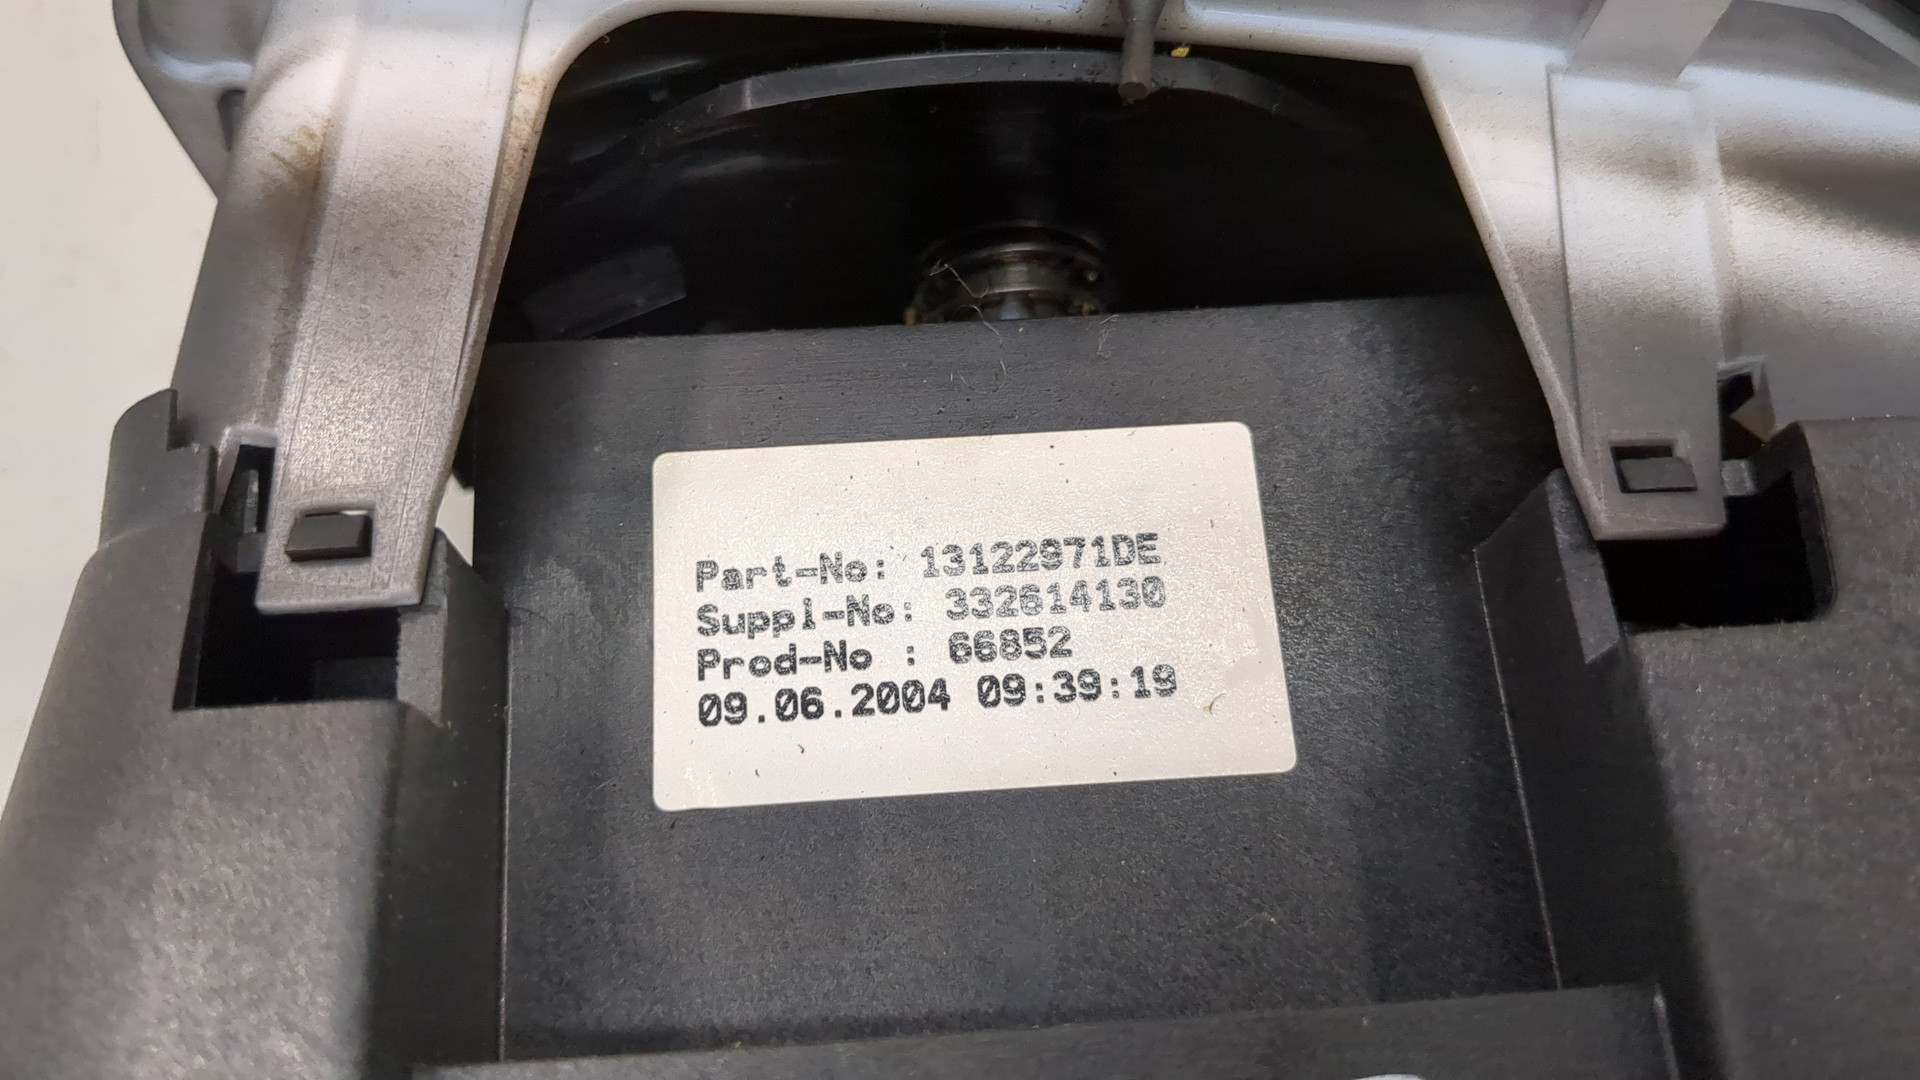 Part-No: 13122971DE
Suppl-No: 332614130
Prod-No : 66852
09.06.2004 09:39:19